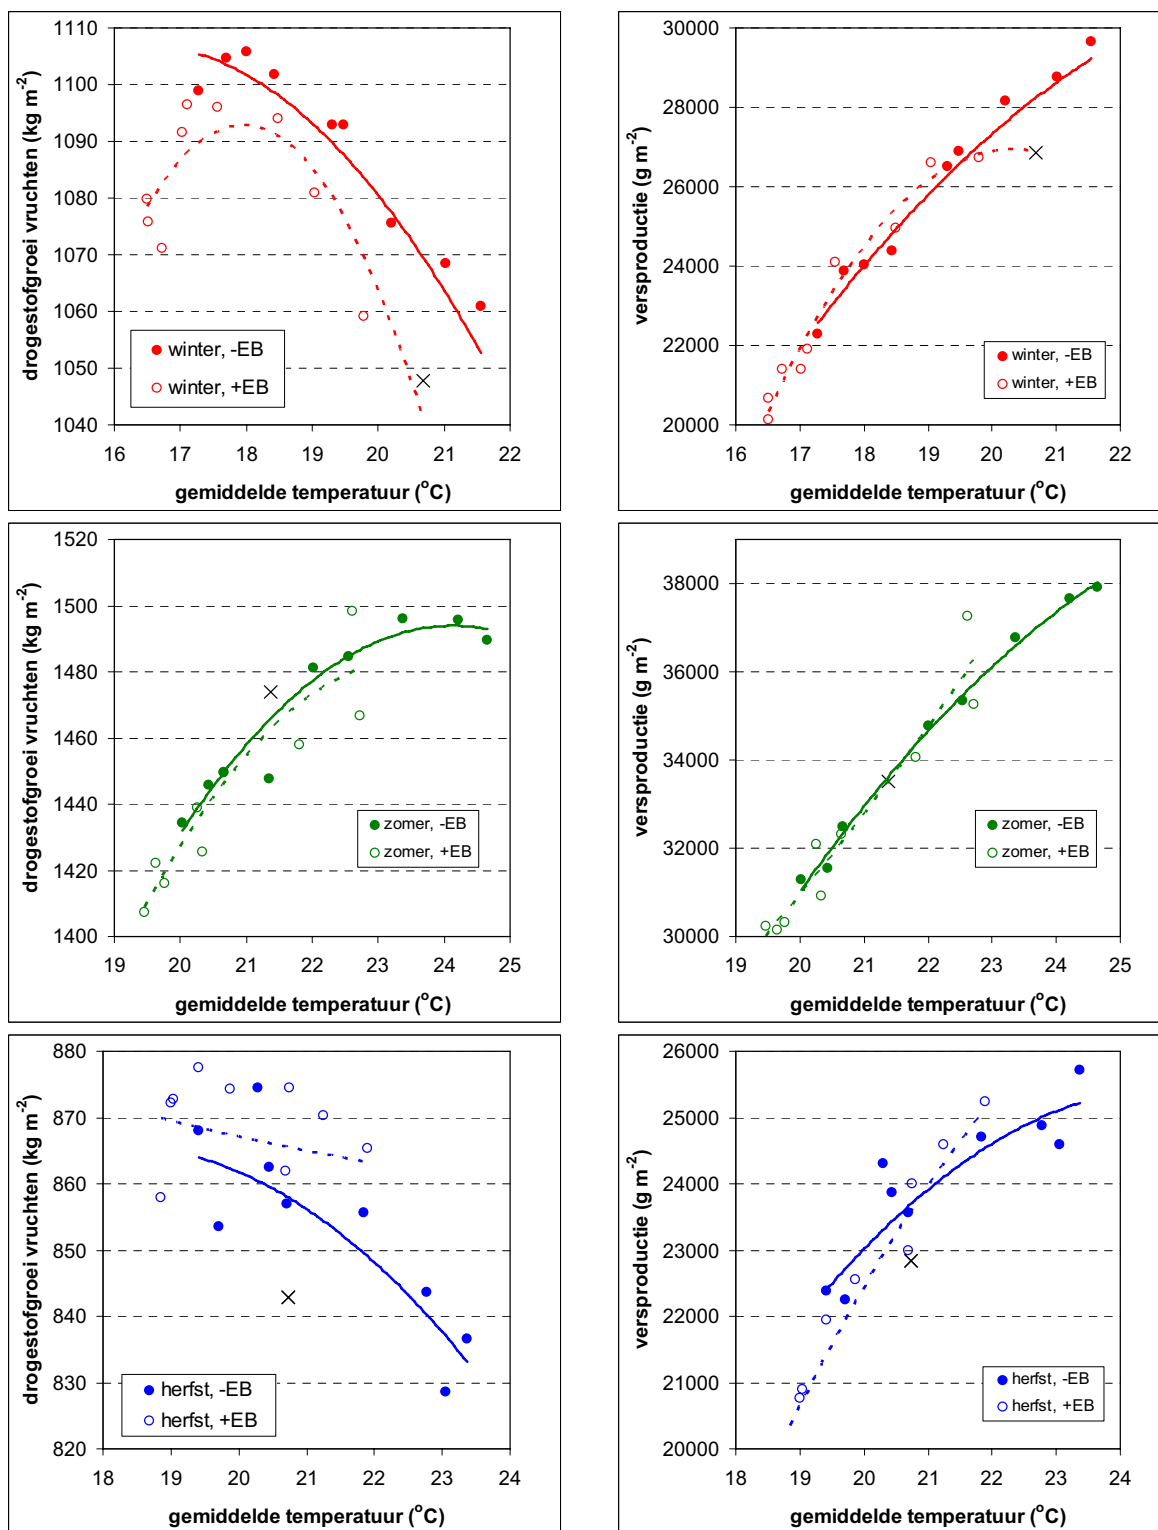 drogestofgroei vruchten (kg m-2)
1110
1100
1090
1080
1070
1060
1050
1040
winter, -EB
winter, +EB
16 17 18 19 20 21 22
gemiddelde temperatuur (oC)
versproductie (g m-2)
30000
28000
26000
24000
22000
20000
winter, -EB
winter, +EB
16 17 18 19 20 21 22
gemiddelde temperatuur (oC)
drogestofgroei vruchten (kg m-2)
1520
1500
1480
1460
1440
1420
1400
zomer, -EB
zomer, +EB
19 20 21 22 23 24 25
gemiddelde temperatuur (oC)
versproductie (g m-2)
38000
36000
34000
32000
30000
zomer, -EB
zomer, +EB
19 20 21 22 23 24 25
gemiddelde temperatuur (oC)
drogestofgroei vruchten (kg m-2)
880
870
860
850
840
830
820
herfst, -EB
herfst, +EB
18 19 20 21 22 23 24
gemiddelde temperatuur (oC)
versproductie (g m-2)
26000
25000
24000
23000
22000
21000
20000
herfst, -EB
herfst, +EB
18 19 20 21 22 23 24
gemiddelde temperatuur (oC)